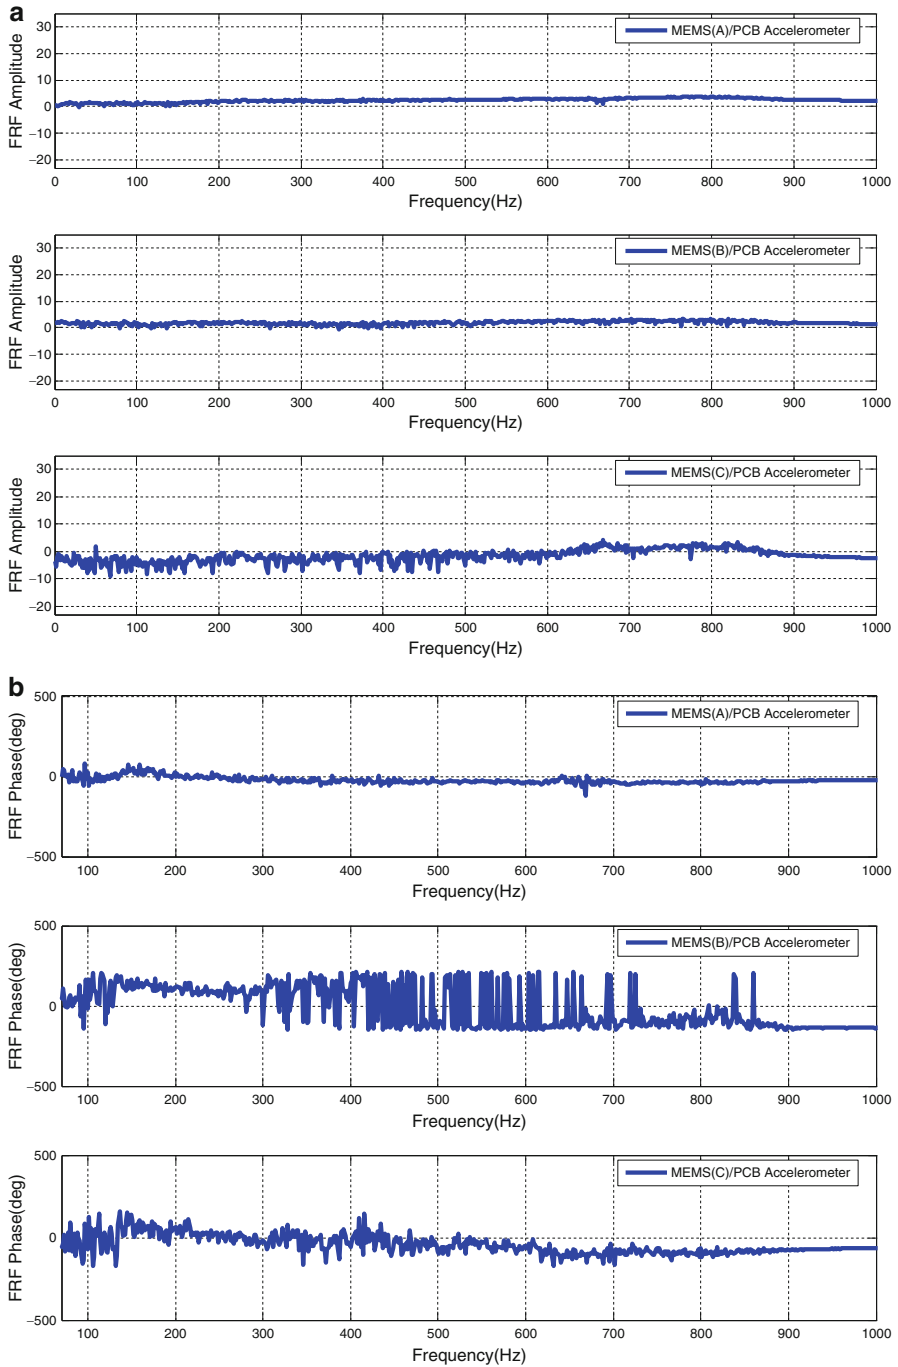 a
MEMS(A)/PCB Accelerometer
FRF Amplitude
30
20
10
0
−10
−20
0 100 200 300 400 500 600 700 800 900 1000
Frequency(Hz)
MEMS(B)/PCB Accelerometer
FRF Amplitude
30
20
10
0
−10
−20
0 100 200 300 400 500 600 700 800 900 1000
Frequency(Hz)
MEMS(C)/PCB Accelerometer
FRF Amplitude
30
20
10
0
−10
−20
0 100 200 300 400 500 600 700 800 900 1000
Frequency(Hz)
b
MEMS(A)/PCB Accelerometer
FRF Phase(deg)
500
0
−500
100 200 300 400 500 600 700 800 900 1000
Frequency(Hz)
MEMS(B)/PCB Accelerometer
FRF Phase(deg)
500
0
−500
100 200 300 400 500 600 700 800 900 1000
Frequency(Hz)
MEMS(C)/PCB Accelerometer
FRF Phase(deg)
500
0
−500
100 200 300 400 500 600 700 800 900 1000
Frequency(Hz)